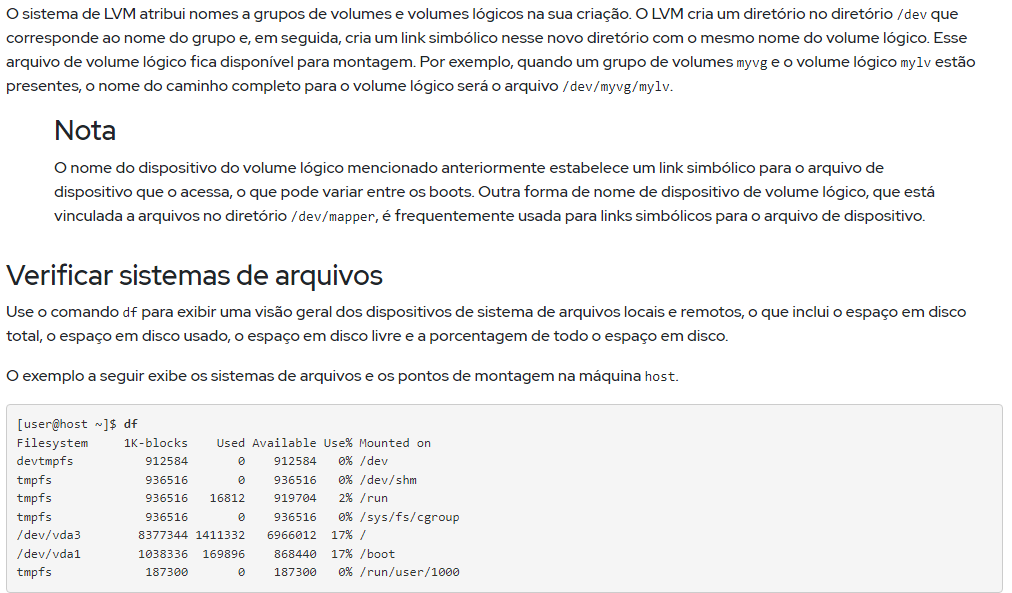 O sistema de LVM atribui nomes a grupos de volumes e volumes lógicos na sua criação. O LVM cria um diretório no diretório /dev que
corresponde ao nome do grupo e, em seguida, cria um link simbólico nesse novo diretório com o mesmo nome do volume lógico. Esse
arquivo de volume lógico fica disponível para montagem. Por exemplo, quando um grupo de volumes myvg e o volume lógico mylv estão
presentes, o nome do caminho completo para o volume lógico será o arquivo /dev/myvg/mylv.
Nota
O nome do dispositivo do volume lógico mencionado anteriormente estabelece um link simbólico para o arquivo de
dispositivo que o acessa, o que pode variar entre os boots. Outra forma de nome de dispositivo de volume lógico, que está
vinculada a arquivos no diretório /dev/mapper, é frequentemente usada para links simbólicos para o arquivo de dispositivo.
Verificar sistemas de arquivos
Use o comando df para exibir uma visão geral dos dispositivos de sistema de arquivos locais e remotos, o que inclui o espaço em disco
total, o espaço em disco usado, o espaço em disco livre e a porcentagem de todo o espaço em disco.
O exemplo a seguir exibe os sistemas de arquivos e os pontos de montagem na máquina host.
[user@host ~]$ df
Filesystem     1K-blocks    Used Available Use% Mounted on
devtmpfs          912584       0    912584   0% /dev
tmpfs             936516       0    936516   0% /dev/shm
tmpfs             936516   16812    919704   2% /run
tmpfs             936516       0    936516   0% /sys/fs/cgroup
/dev/vda3        8377344 1411332   6966012  17% /
/dev/vda1        1038336  169896    868440  17% /boot
tmpfs             187300       0    187300   0% /run/user/1000